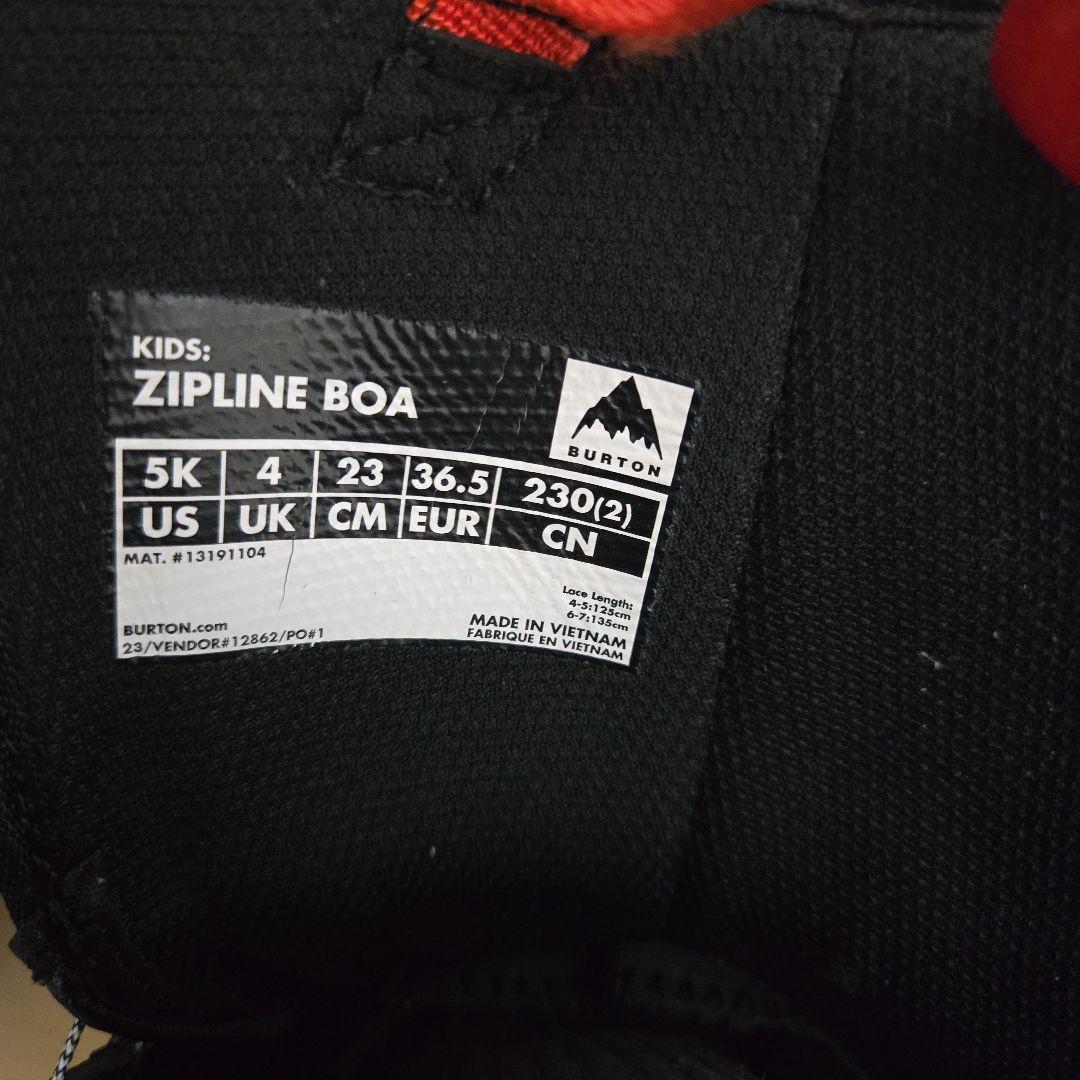 KIDS:
ZIPLINE BOA
BURTON
5K 4 23 36.5 230(2)
US UK CM EUR CN
MAT. #13191104
Lace Length:
4-5:125cm
6-7:135cm
BURTON.com
23/VENDOR#12862/PO#1
MADE IN VIETNAM
FABRIQUE EN VIETNAM